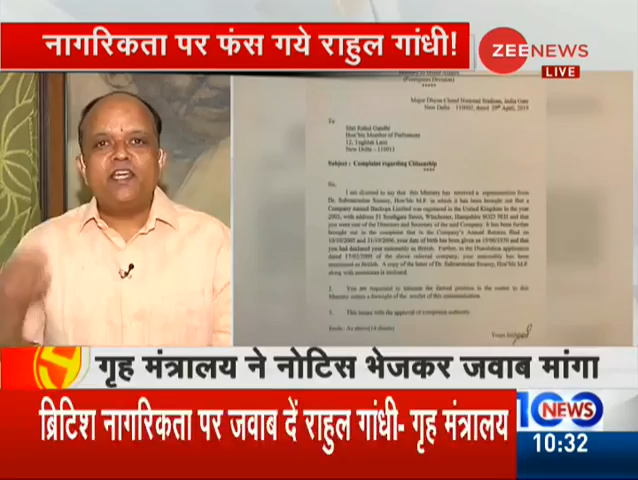 नागरिकता पर फंस गये राहुल गांधी!
ZEE NEWS
LIVE
(Foreigners Division)
*****
Major Dhyan Chand National Stadium, India Gate
New Delhi - 110002, dated 29th April, 2019
To
Shri Rahul Gandhi
Hon'ble Member of Parliament
12, Tughlak Lane
New Delhi - 110011
Subject : Complaint regarding Citizenship
Sir,
I am directed to say that this Ministry has received a representation from
Dr. Subramanian Swamy, Hon'ble M.P. in which it has been brought out that a
Company named Backops Limited was registered in the United Kingdom in the year
2003, with address 51 Southgate Street, Winchester, Hampshire SO23 9EH and that
you were one of the Directors and Secretary of the said Company. It has been further
brought out in the complaint that in the Company's Annual Returns filed on
10/10/2005 and 31/10/2006, your date of birth has been given as 19/06/1970 and that
you had declared your nationality as British. Further, in the Dissolution application
dated 17/02/2009 of the above referred company, your nationality has been
mentioned as British. A copy of the letter of Dr. Subramanian Swamy, Hon'ble M.P.
along with annexures is enclosed.
2. You are requested to intimate the factual position in the matter to this
Ministry within a fortnight of the receipt of this communication.
3. This issues with the approval of competent authority.
Encls: As above
Yours faithfully
गृह मंत्रालय ने नोटिस भेजकर जवाब मांगा
ब्रिटिश नागरिकता पर जवाब दें राहुल गांधी- गृह मंत्रालय
100
NEWS
10:32